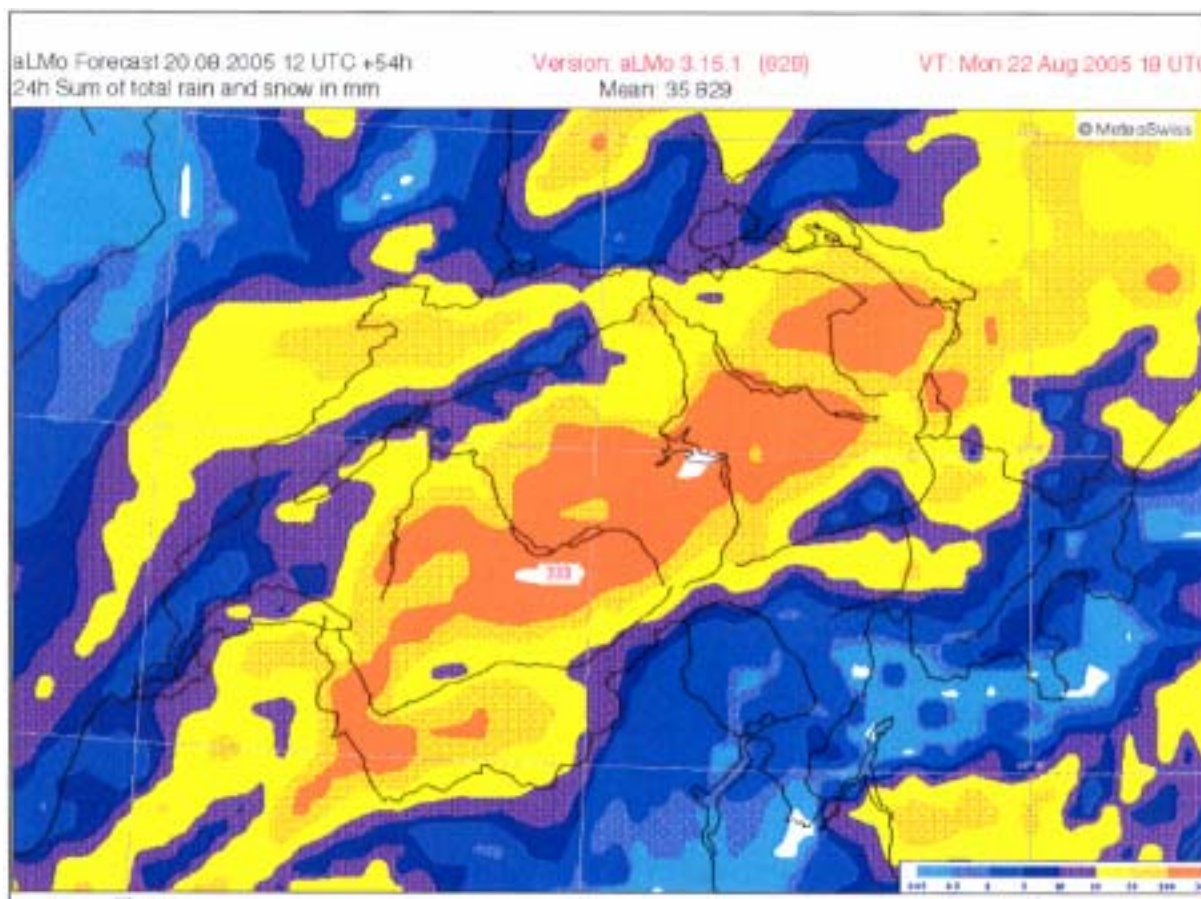 aLMo Forecast 20.08.2005 12 UTC +54h
Version: aLMo 3.15.1 (828)
VT: Mon 22 Aug 2005 18 UTC
24h Sum of total rain and snow in mm
Mean: 35.829
© MeteoSwiss
333